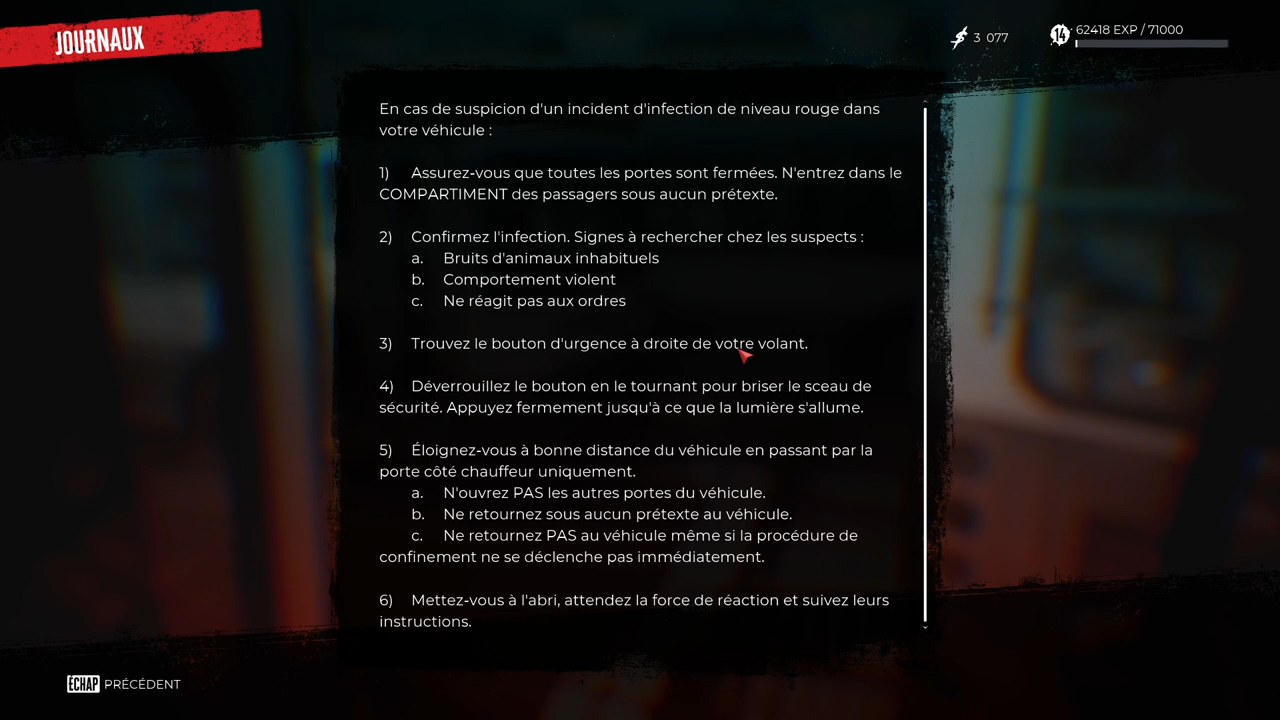 JOURNAUX
3 077
14
62418 EXP / 71000
En cas de suspicion d'un incident d'infection de niveau rouge dans
votre véhicule :
1) Assurez-vous que toutes les portes sont fermées. N'entrez dans le
COMPARTIMENT des passagers sous aucun prétexte.
2) Confirmez l'infection. Signes à rechercher chez les suspects :
a. Bruits d'animaux inhabituels
b. Comportement violent
c. Ne réagit pas aux ordres
3) Trouvez le bouton d'urgence à droite de votre volant.
4) Déverrouillez le bouton en le tournant pour briser le sceau de
sécurité. Appuyez fermement jusqu'à ce que la lumière s'allume.
5) Éloignez-vous à bonne distance du véhicule en passant par la
porte côté chauffeur uniquement.
a. N'ouvrez PAS les autres portes du véhicule.
b. Ne retournez sous aucun prétexte au véhicule.
c. Ne retournez PAS au véhicule même si la procédure de
confinement ne se déclenche pas immédiatement.
6) Mettez-vous à l'abri, attendez la force de réaction et suivez leurs
instructions.
ÉCHAP PRÉCÉDENT